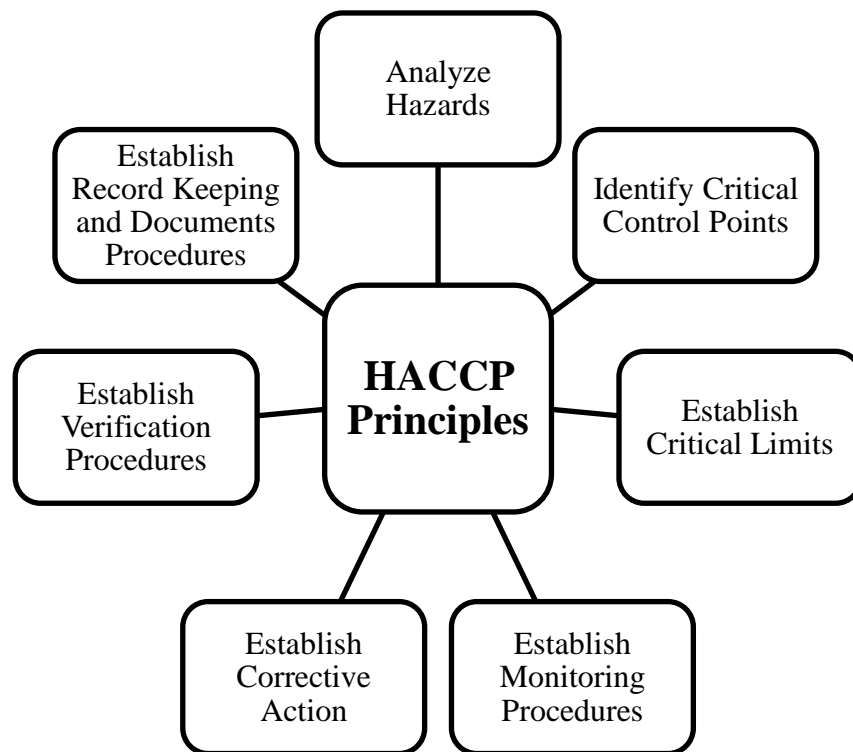 Analyze
Hazards
Identify Critical
Control Points
Establish
Critical Limits
Establish
Monitoring
Procedures
Establish
Corrective
Action
Establish
Verification
Procedures
Establish
Record Keeping
and Documents
Procedures
HACCP
Principles